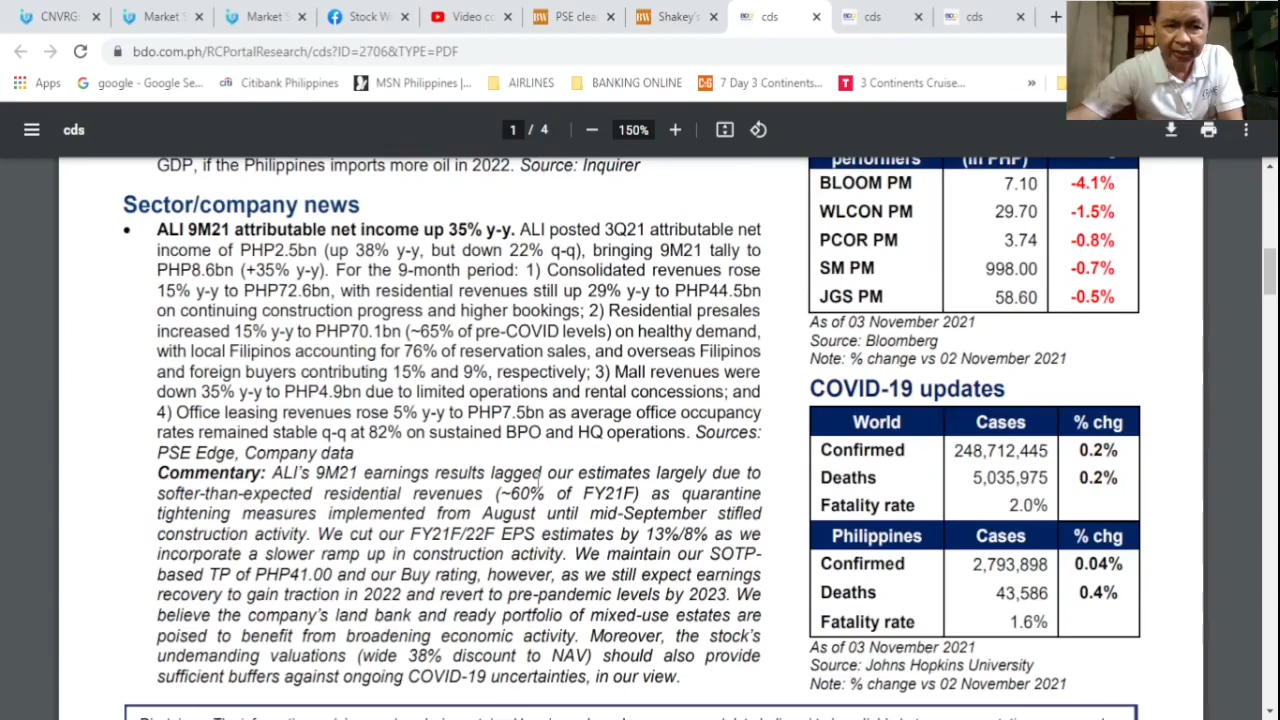 CNVRG:
Market S
Market S
Stock W
Video co
PSE clea
Shakey's
cds
cds
cds
bdo.com.ph/RCPortalResearch/cds?ID=2706&TYPE=PDF
Apps
google - Google Se...
Citibank Philippines
MSN Philippines |...
AIRLINES
BANKING ONLINE
7 Day 3 Continents...
3 Continents Cruise...
»
cds
1 / 4
150%
GDP, if the Philippines imports more oil in 2022. Source: Inquirer
Sector/company news
• ALI 9M21 attributable net income up 35% y-y. ALI posted 3Q21 attributable net
income of PHP2.5bn (up 38% y-y, but down 22% q-q), bringing 9M21 tally to
PHP8.6bn (+35% y-y). For the 9-month period: 1) Consolidated revenues rose
15% y-y to PHP72.6bn, with residential revenues still up 29% y-y to PHP44.5bn
on continuing construction progress and higher bookings; 2) Residential presales
increased 15% y-y to PHP70.1bn (~65% of pre-COVID levels) on healthy demand,
with local Filipinos accounting for 76% of reservation sales, and overseas Filipinos
and foreign buyers contributing 15% and 9%, respectively; 3) Mall revenues were
down 35% y-y to PHP4.9bn due to limited operations and rental concessions; and
4) Office leasing revenues rose 5% y-y to PHP7.5bn as average office occupancy
rates remained stable q-q at 82% on sustained BPO and HQ operations. Sources:
PSE Edge, Company data
Commentary: ALI's 9M21 earnings results lagged our estimates largely due to
softer-than-expected residential revenues (~60% of FY21F) as quarantine
tightening measures implemented from August until mid-September stifled
construction activity. We cut our FY21F/22F EPS estimates by 13%/8% as we
incorporate a slower ramp up in construction activity. We maintain our SOTP-
based TP of PHP41.00 and our Buy rating, however, as we still expect earnings
recovery to gain traction in 2022 and revert to pre-pandemic levels by 2023. We
believe the company's land bank and ready portfolio of mixed-use estates are
poised to benefit from broadening economic activity. Moreover, the stock's
undemanding valuations (wide 38% discount to NAV) should also provide
sufficient buffers against ongoing COVID-19 uncertainties, in our view.
performers (in PHP)
BLOOM PM 7.10 -4.1%
WLCON PM 29.70 -1.5%
PCOR PM 3.74 -0.8%
SM PM 998.00 -0.7%
JGS PM 58.60 -0.5%
As of 03 November 2021
Source: Bloomberg
Note: % change vs 02 November 2021
COVID-19 updates
World Cases % chg
Confirmed 248,712,445 0.2%
Deaths 5,035,975 0.2%
Fatality rate 2.0%
Philippines Cases % chg
Confirmed 2,793,898 0.04%
Deaths 43,586 0.4%
Fatality rate 1.6%
As of 03 November 2021
Source: Johns Hopkins University
Note: % change vs 02 November 2021